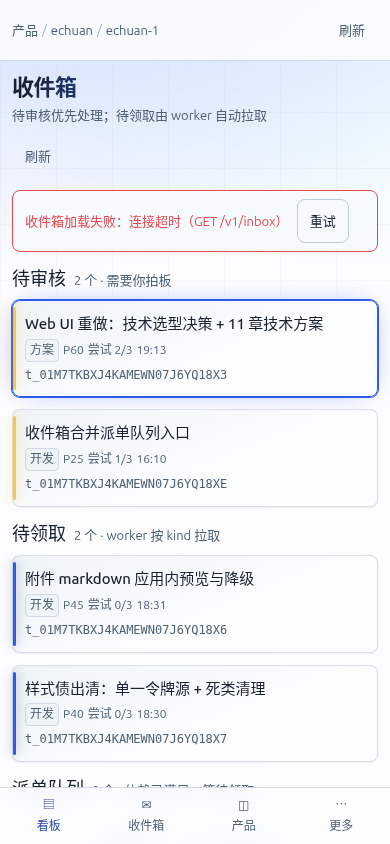 产品 / echuan / echuan-1 刷新
收件箱
待审核优先处理；待领取由 worker 自动拉取
刷新
收件箱加载失败：连接超时（GET /v1/inbox） 重试
待审核 2 个 · 需要你拍板
Web UI 重做：技术选型决策 + 11 章技术方案
方案 P60 尝试 2/3 19:13
t_01M7TKBXJ4KAMEWN07J6YQ18X3
收件箱合并派单队列入口
开发 P25 尝试 1/3 16:10
t_01M7TKBXJ4KAMEWN07J6YQ18XE
待领取 2 个 · worker 按 kind 拉取
附件 markdown 应用内预览与降级
开发 P45 尝试 0/3 18:31
t_01M7TKBXJ4KAMEWN07J6YQ18X6
样式债出清：单一令牌源 + 死类清理
开发 P40 尝试 0/3 18:30
t_01M7TKBXJ4KAMEWN07J6YQ18X7
派单队列
看板 收件箱 产品 更多